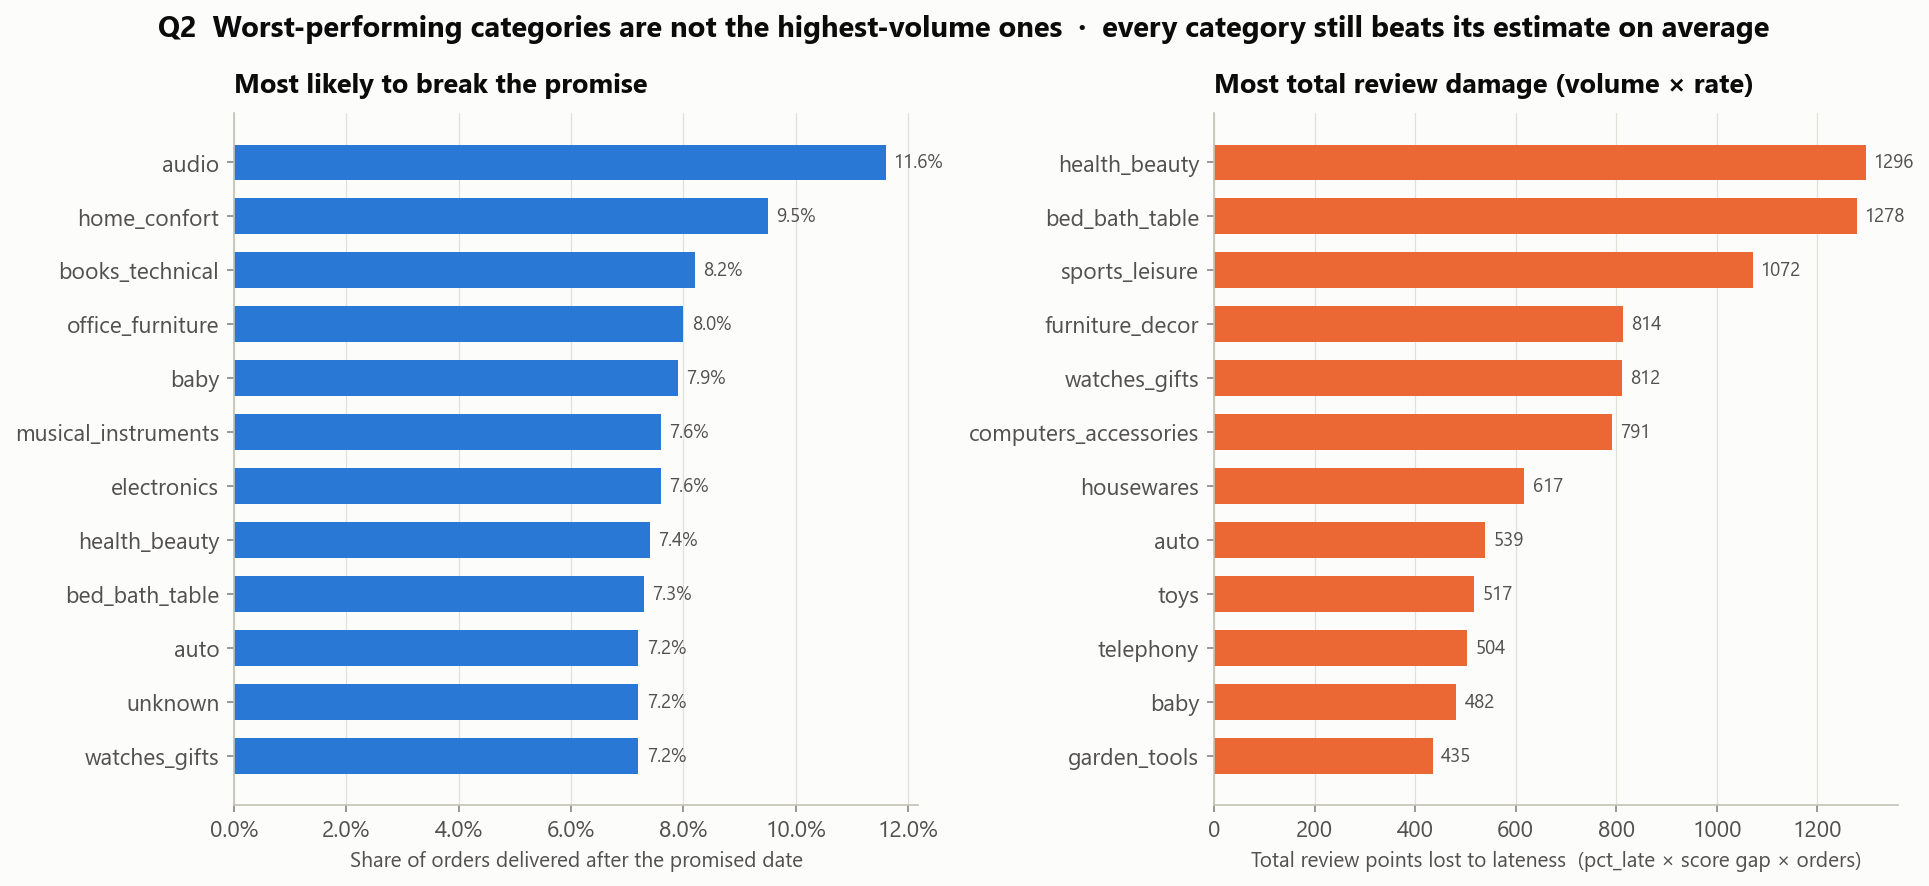 Q2  Worst-performing categories are not the highest-volume ones · every category still beats its estimate on average
Most likely to break the promise
audio 11.6%
home_confort 9.5%
books_technical 8.2%
office_furniture 8.0%
baby 7.9%
musical_instruments 7.6%
electronics 7.6%
health_beauty 7.4%
bed_bath_table 7.3%
auto 7.2%
unknown 7.2%
watches_gifts 7.2%
0.0% 2.0% 4.0% 6.0% 8.0% 10.0% 12.0%
Share of orders delivered after the promised date
Most total review damage (volume × rate)
health_beauty 1296
bed_bath_table 1278
sports_leisure 1072
furniture_decor 814
watches_gifts 812
computers_accessories 791
housewares 617
auto 539
toys 517
telephony 504
baby 482
garden_tools 435
0 200 400 600 800 1000 1200
Total review points lost to lateness  (pct_late × score gap × orders)